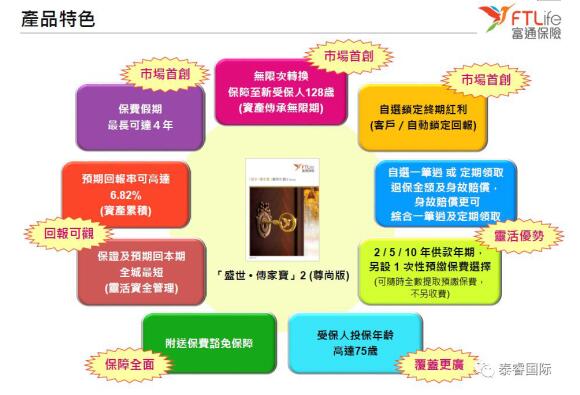 產品特色
FTLife
富通保險
市場首創
無限次轉換
保障至新受保人128歲
(資產傳承無限期)
市場首創
保費假期
最長可達４年
市場首創
自選鎖定終期紅利
(客戶 / 自動鎖定回報)
預期回報率可高達
6.82%
(資產累積)
自選一筆過 或 定期領取
退保金額及身故賠償，
身故賠償更可
綜合一筆過及定期領取
回報可觀
靈活優勢
保證及預期回本期
全城最短
(靈活資金管理)
「盛世 • 傳家寶」2 (尊尚版)
2 / 5 / 10 年供款年期，
另設 1 次性預繳保費選擇
(可隨時全數提取預繳保費，
不另收費)
附送保費豁免保障
保障全面
受保人投保年齡
高達75歲
覆蓋更廣
泰睿国际